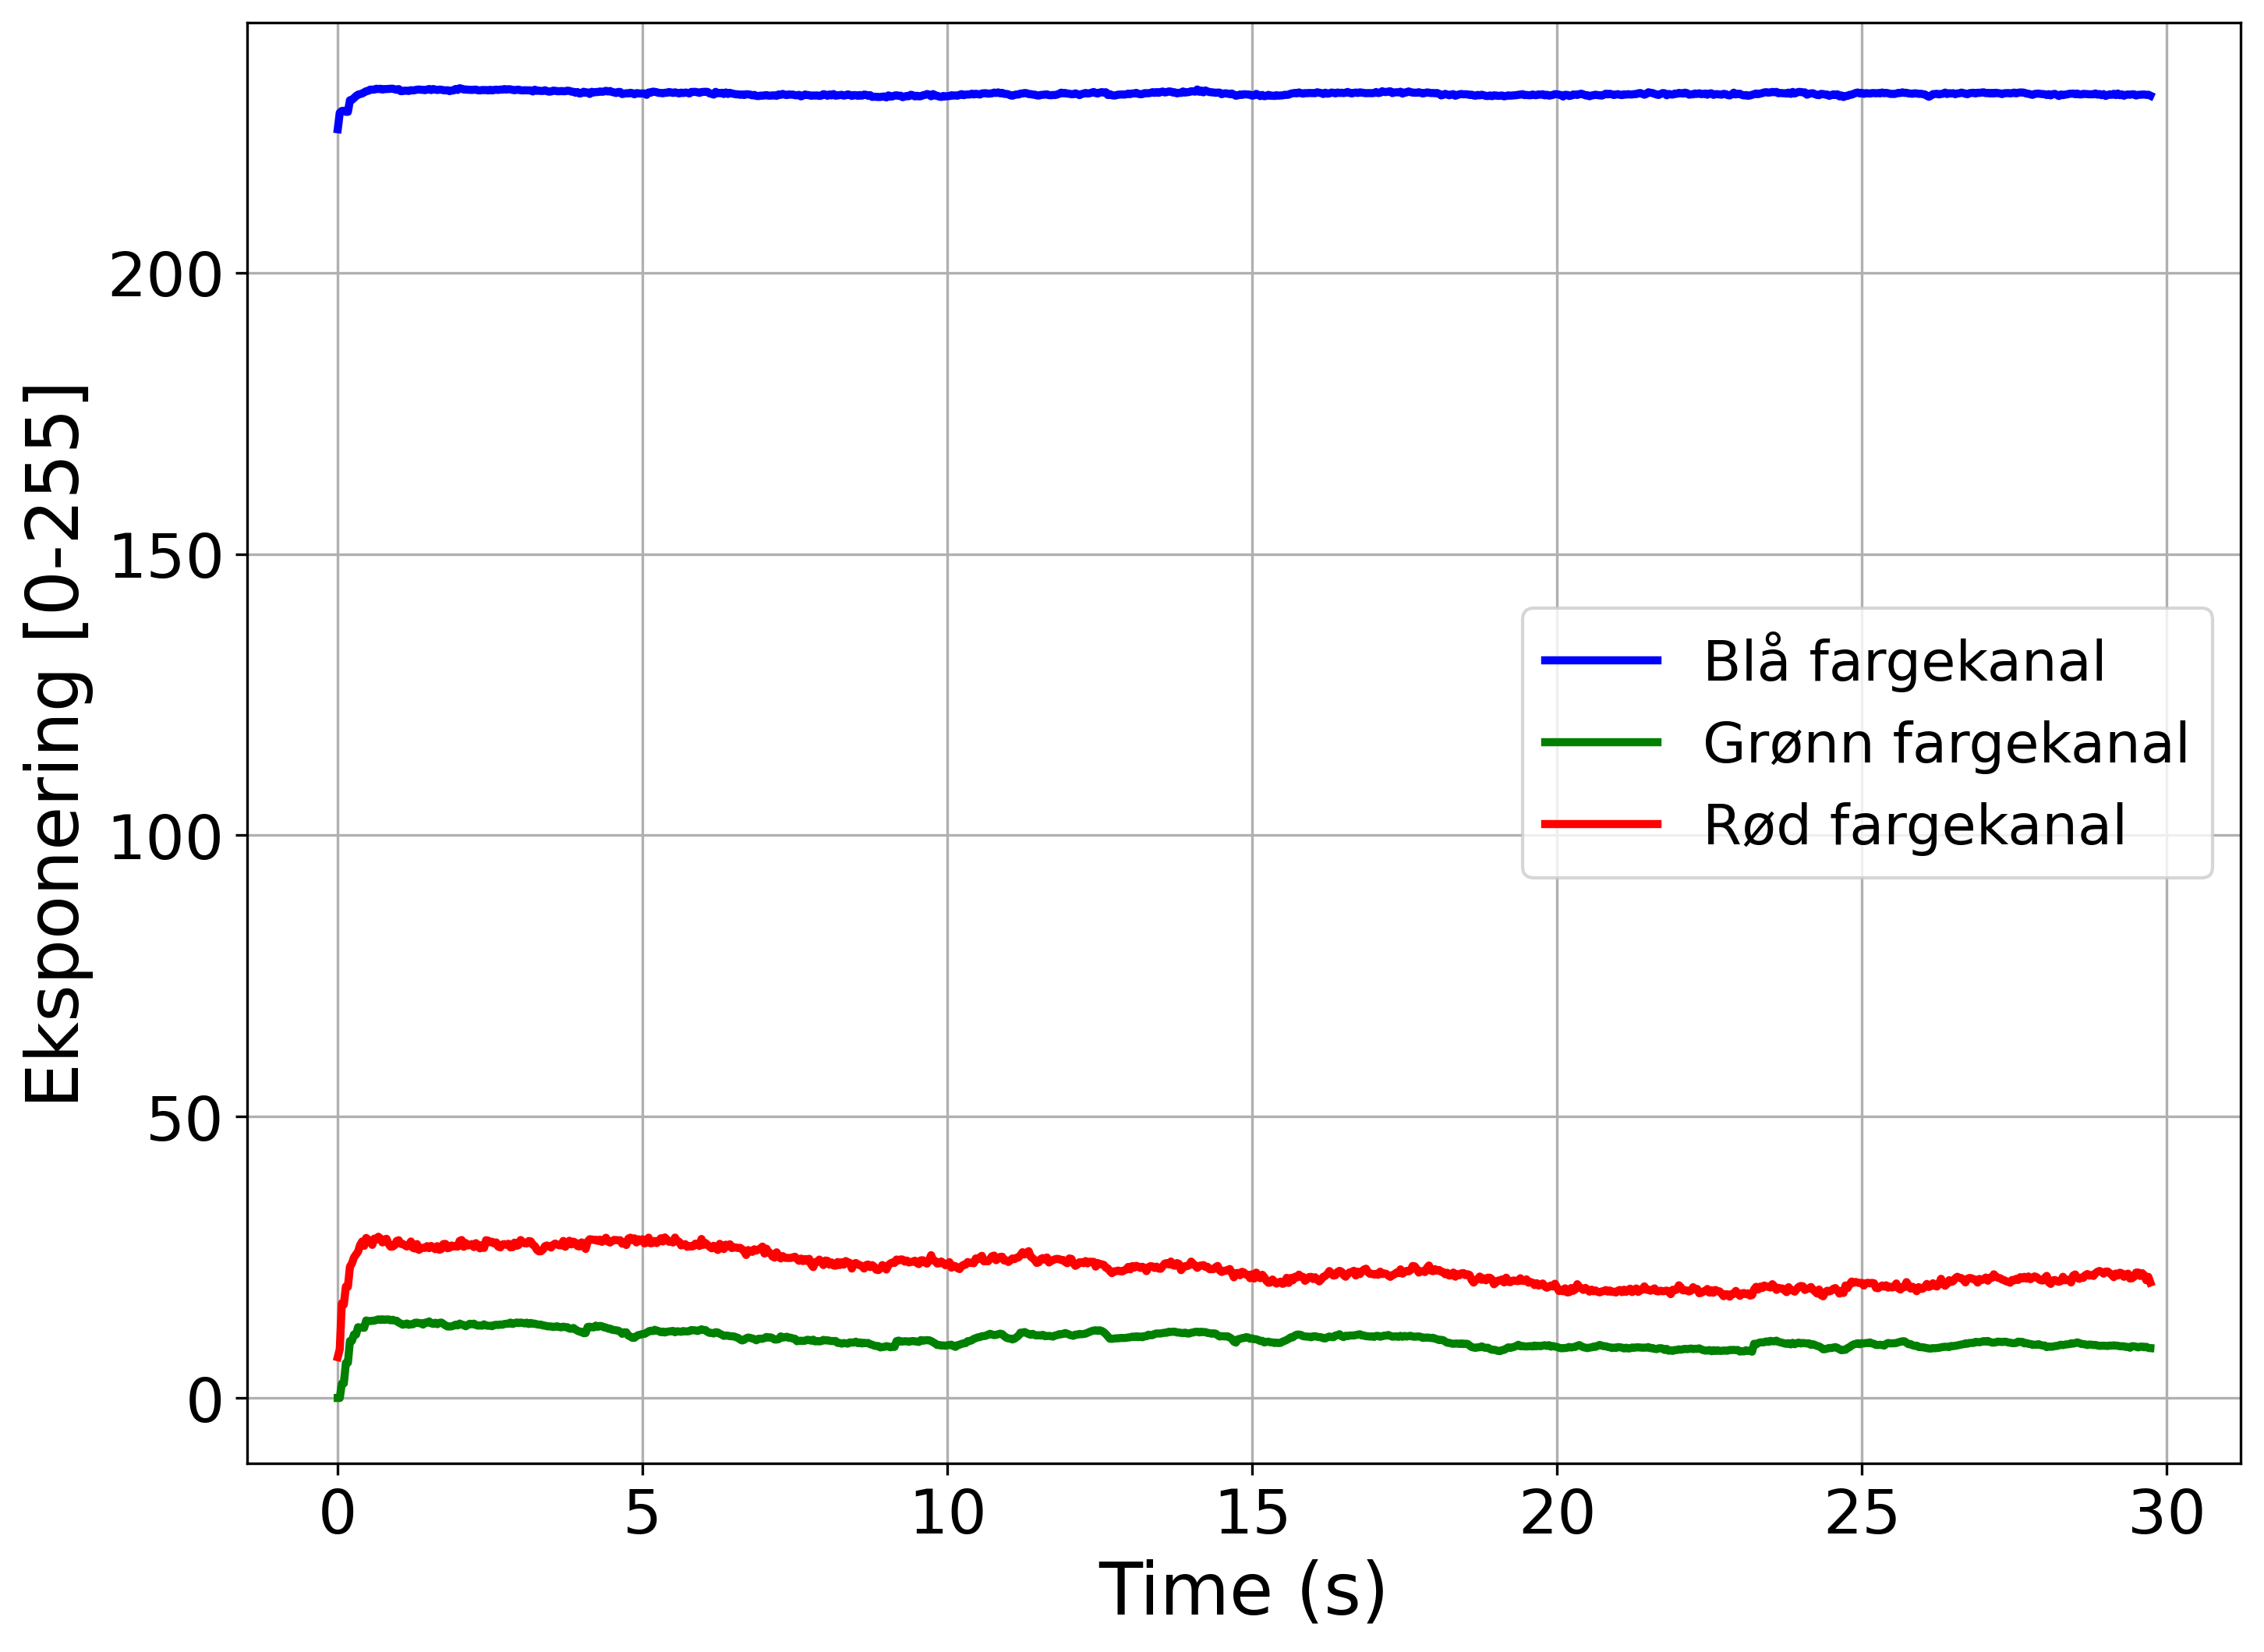 Eksponering [0-255]
200
150
100
50
0
Blå fargekanal
Grønn fargekanal
Rød fargekanal
0 5 10 15 20 25 30
Time (s)